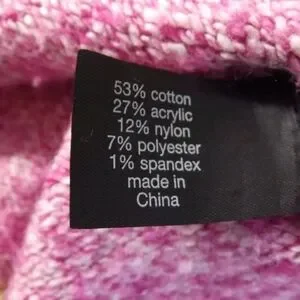 53% cotton
27% acrylic
12% nylon
7% polyester
1% spandex
made in
China